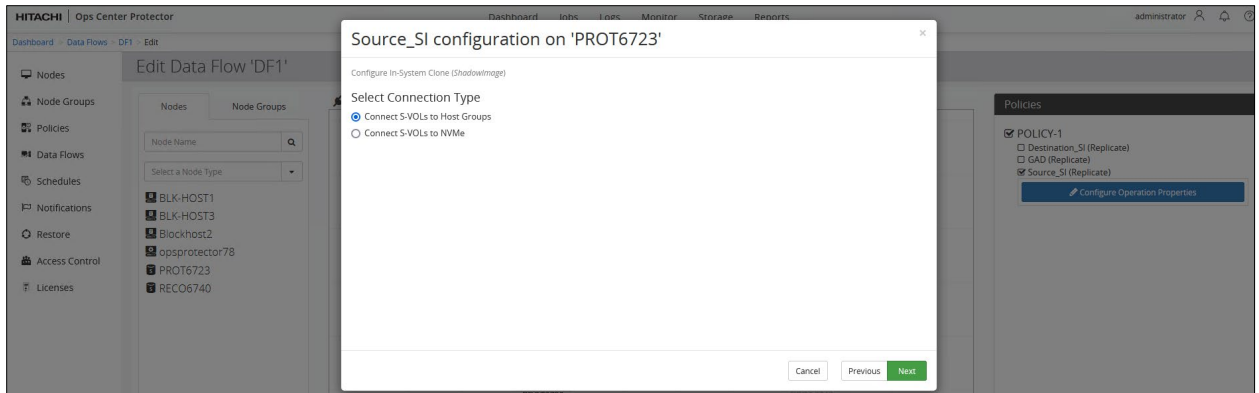 HITACHI Ops Center Protector
Dashboard Jobs Logs Monitor Storage Reports
administrator
Dashboard > Data Flows > DF1 > Edit
Edit Data Flow 'DF1'
Nodes
Node Groups
Policies
Data Flows
Schedules
Notifications
Restore
Access Control
Licenses
Nodes Node Groups
Node Name
Select a Node Type
BLK-HOST1
BLK-HOST3
Blockhost2
opsprotector78
PROT6723
RECO6740
Source_SI configuration on 'PROT6723'
×
Configure In-System Clone (ShadowImage)
Select Connection Type
Connect S-VOLs to Host Groups
Connect S-VOLs to NVMe
Cancel Previous Next
Policies
POLICY-1
Destination_SI (Replicate)
GAD (Replicate)
Source_SI (Replicate)
Configure Operation Properties